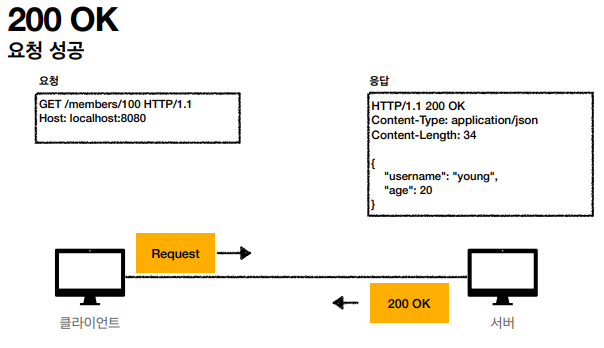 200 OK
요청 성공
요청
GET /members/100 HTTP/1.1
Host: localhost:8080
응답
HTTP/1.1 200 OK
Content-Type: application/json
Content-Length: 34
{
"username": "young",
"age": 20
}
Request
200 OK
클라이언트
서버